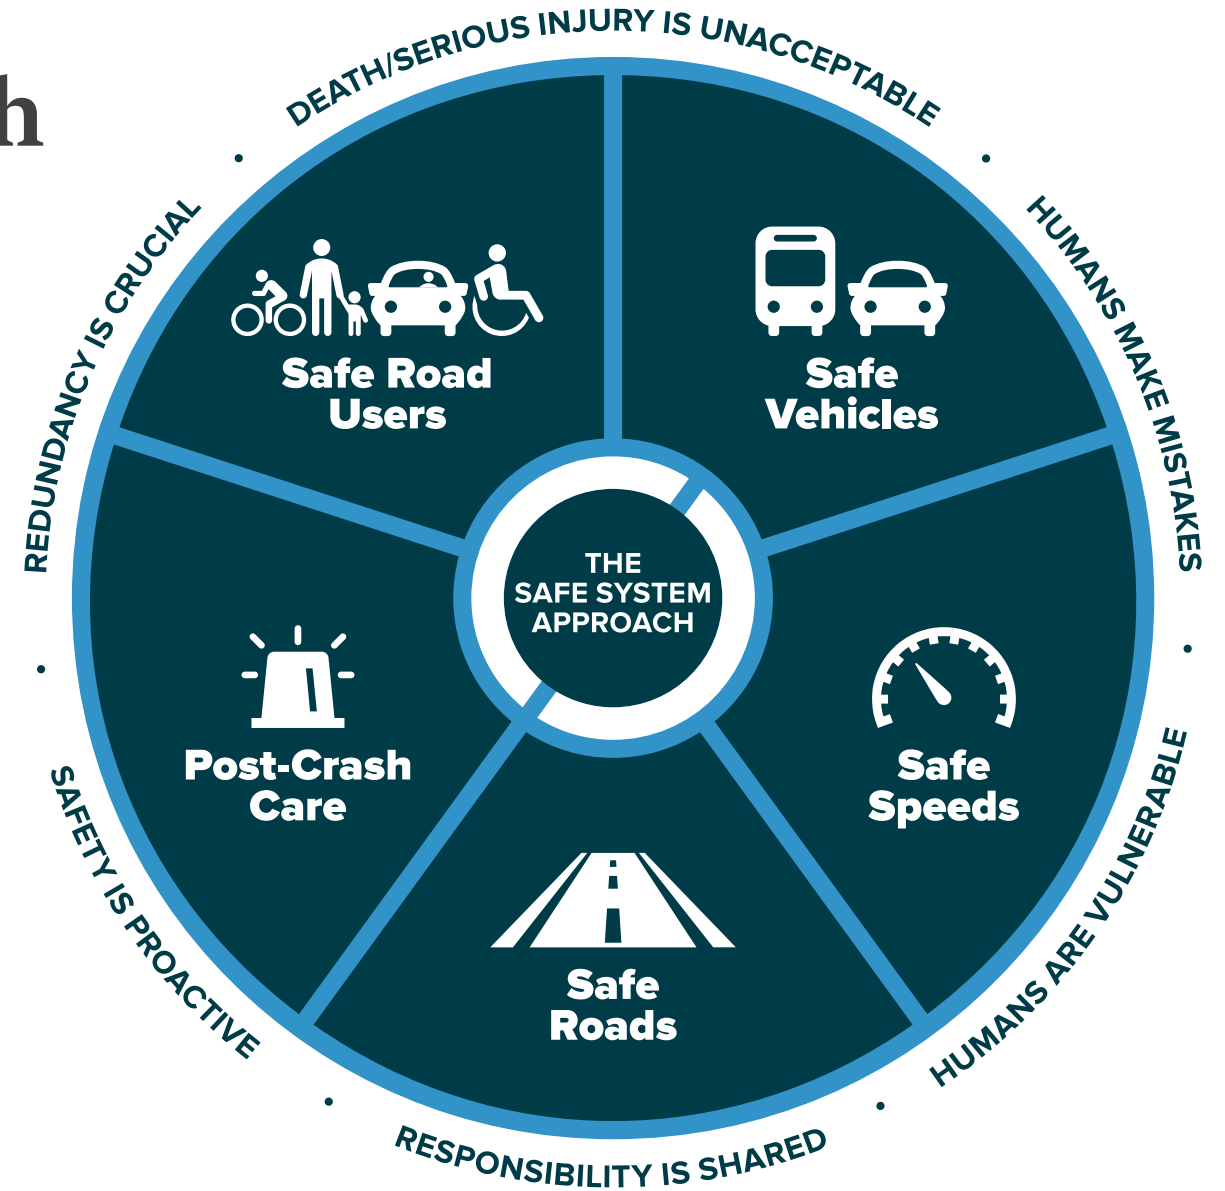 h
DEATH/SERIOUS INJURY IS UNACCEPTABLE
HUMANS MAKE MISTAKES
HUMANS ARE VULNERABLE
RESPONSIBILITY IS SHARED
SAFETY IS PROACTIVE
REDUNDANCY IS CRUCIAL
Safe Road
Users
Safe
Vehicles
THE
SAFE SYSTEM
APPROACH
Post-Crash
Care
Safe
Speeds
Safe
Roads